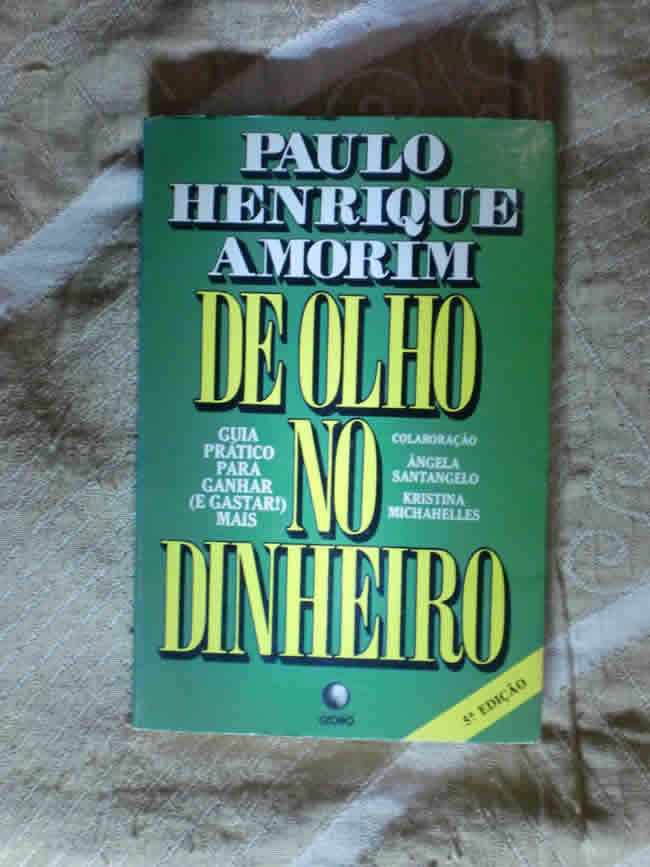 PAULO
HENRIQUE
AMORIM
DE OLHO
NO
DINHEIRO
GUIA
PRÁTICO
PARA
GANHAR
(E GASTAR!)
MAIS
COLABORAÇÃO
ÂNGELA
SANTANGELO
KRISTINA
MICHAHELLES
GLOBO
5ª EDIÇÃO